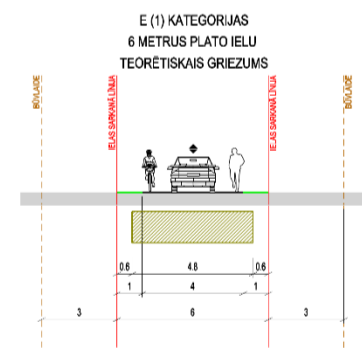 E (1) KATEGORIJAS
6 METRUS PLATO IELU
TEORĒTISKAIS GRIEZUMS
BŪVLAIDE
IELAS SARKANĀ LĪNIJA
IELAS SARKANĀ LĪNIJA
BŪVLAIDE
0.6 4.8 0.6
1 4 1
3 6 3